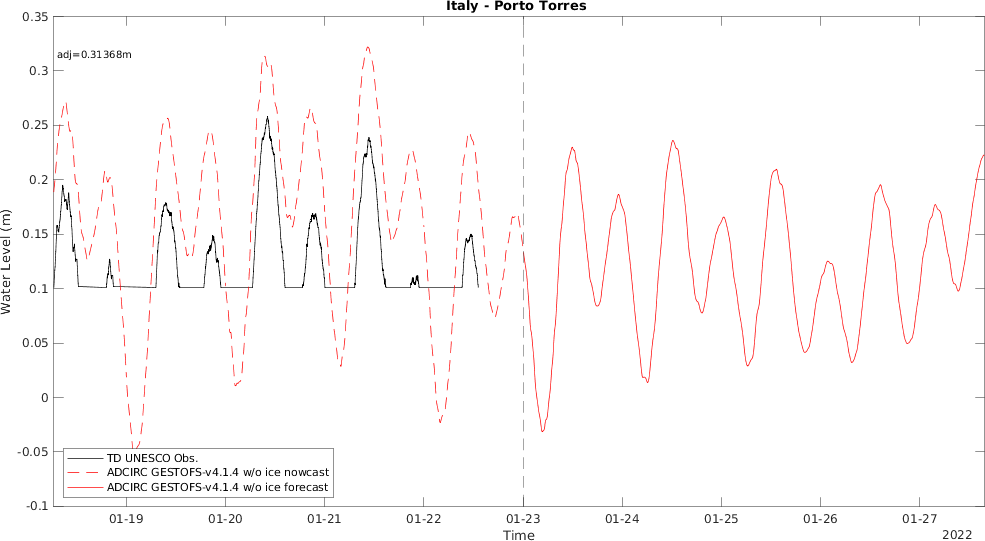 Italy - Porto Torres
adj=0.31368m
0.35
0.3
0.25
0.2
0.15
0.1
0.05
0
-0.05
-0.1
Water Level (m)
TD UNESCO Obs.
ADCIRC GESTOFS-v4.1.4 w/o ice nowcast
ADCIRC GESTOFS-v4.1.4 w/o ice forecast
01-19 01-20 01-21 01-22 01-23 01-24 01-25 01-26 01-27
Time
2022